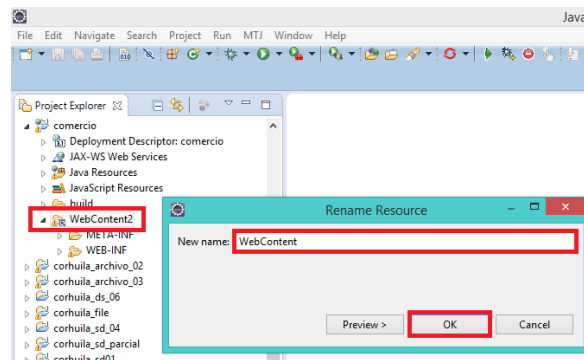 Java
File Edit Navigate Search Project Run MTJ Window Help
Project Explorer
comercio
Deployment Descriptor: comercio
JAX-WS Web Services
Java Resources
JavaScript Resources
build
WebContent2
META-INF
WEB-INF
corhuila_archivo_02
corhuila_archivo_03
corhuila_ds_06
corhuila_file
corhuila_sd_04
corhuila_sd_parcial
corhuila_sd01
Rename Resource
New name: WebContent
Preview > OK Cancel